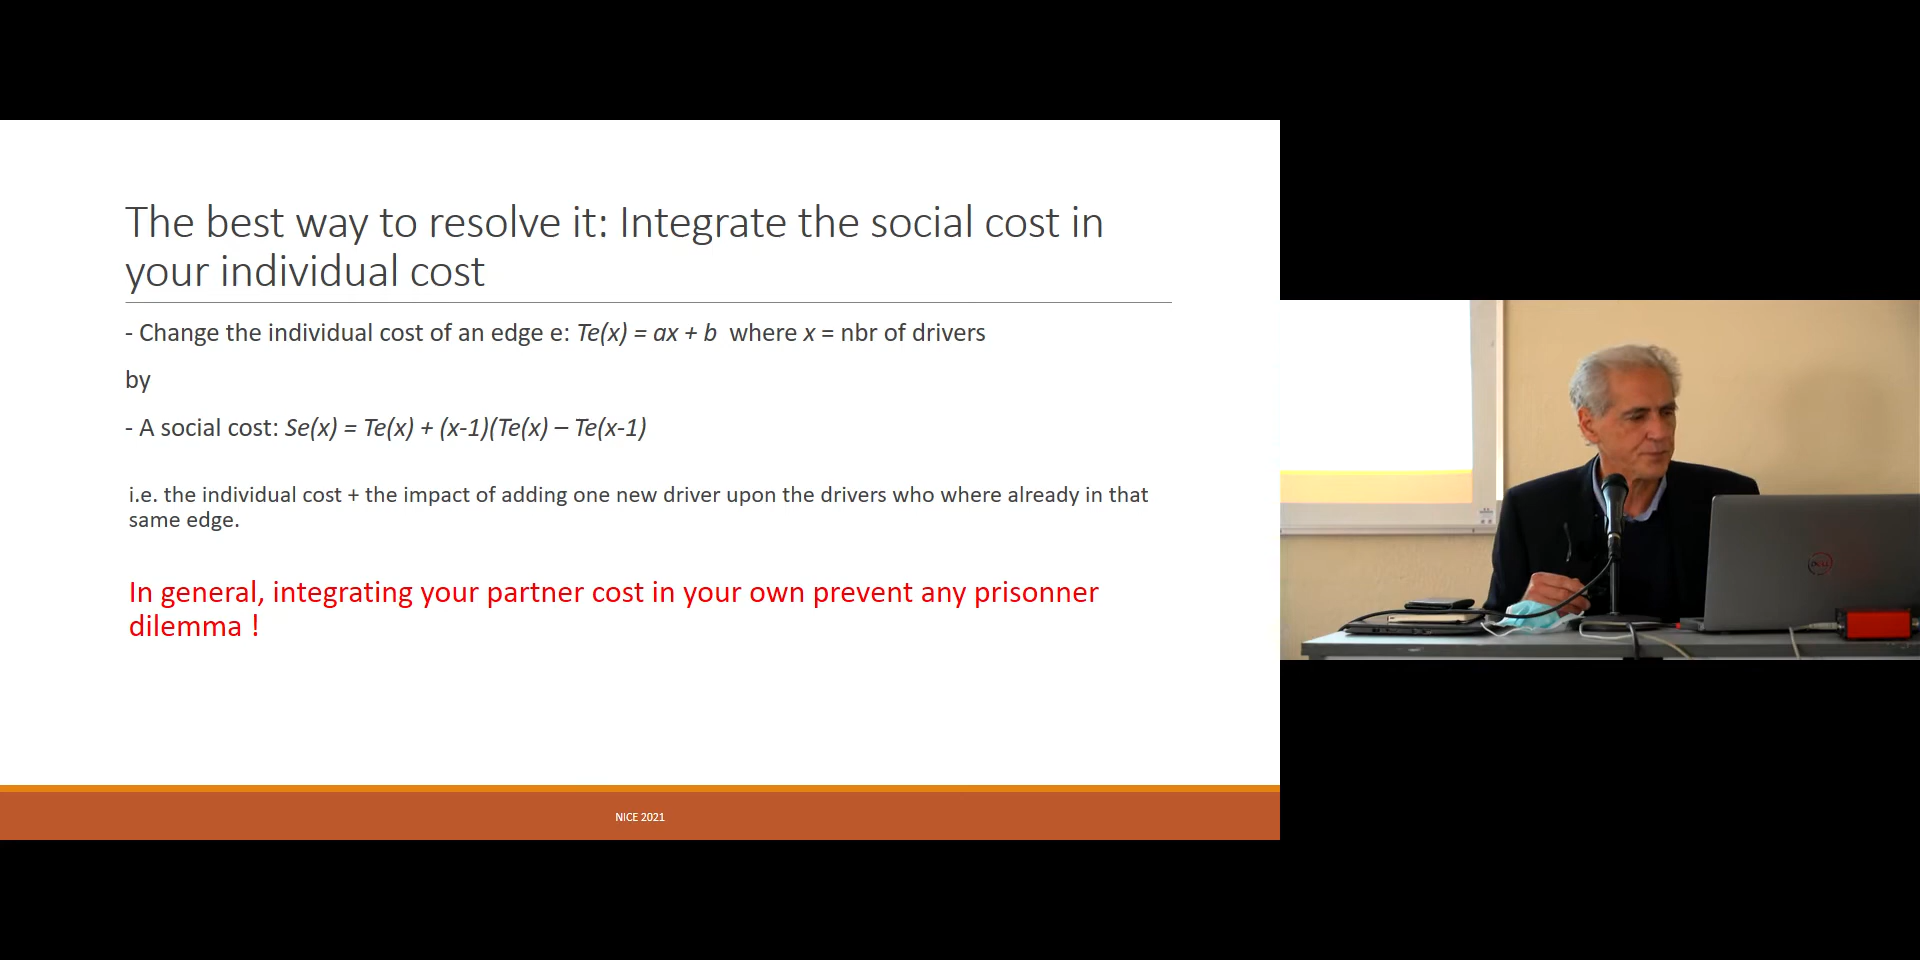 The best way to resolve it: Integrate the social cost in
your individual cost
- Change the individual cost of an edge e: Te(x) = ax + b where x = nbr of drivers
by
- A social cost: Se(x) = Te(x) + (x-1)(Te(x) – Te(x-1)
i.e. the individual cost + the impact of adding one new driver upon the drivers who where already in that
same edge.
In general, integrating your partner cost in your own prevent any prisonner
dilemma !
NICE 2021
DELL